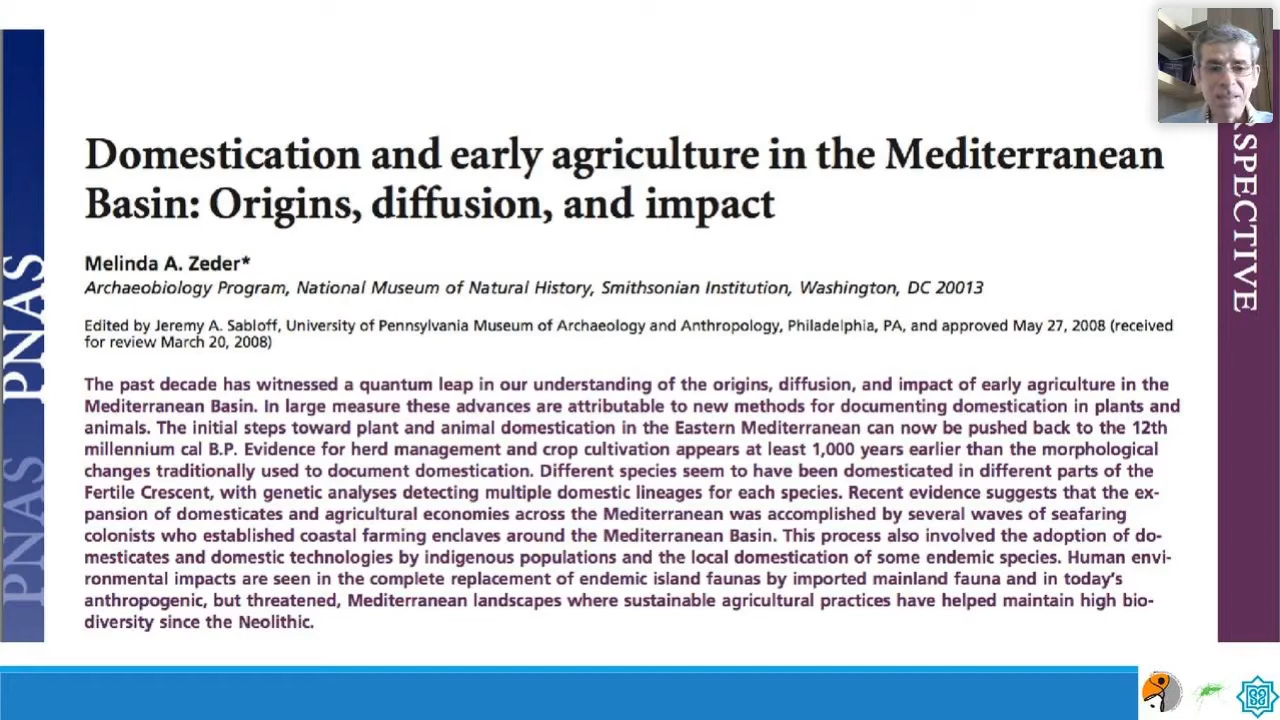 Domestication and early agriculture in the Mediterranean
Basin: Origins, diffusion, and impact
Melinda A. Zeder*
Archaeobiology Program, National Museum of Natural History, Smithsonian Institution, Washington, DC 20013
Edited by Jeremy A. Sabloff, University of Pennsylvania Museum of Archaeology and Anthropology, Philadelphia, PA, and approved May 27, 2008 (received
for review March 20, 2008)
The past decade has witnessed a quantum leap in our understanding of the origins, diffusion, and impact of early agriculture in the
Mediterranean Basin. In large measure these advances are attributable to new methods for documenting domestication in plants and
animals. The initial steps toward plant and animal domestication in the Eastern Mediterranean can now be pushed back to the 12th
millennium cal B.P. Evidence for herd management and crop cultivation appears at least 1,000 years earlier than the morphological
changes traditionally used to document domestication. Different species seem to have been domesticated in different parts of the
Fertile Crescent, with genetic analyses detecting multiple domestic lineages for each species. Recent evidence suggests that the ex-
pansion of domesticates and agricultural economies across the Mediterranean was accomplished by several waves of seafaring
colonists who established coastal farming enclaves around the Mediterranean Basin. This process also involved the adoption of do-
mesticates and domestic technologies by indigenous populations and the local domestication of some endemic species. Human envi-
ronmental impacts are seen in the complete replacement of endemic island faunas by imported mainland fauna and in today's
anthropogenic, but threatened, Mediterranean landscapes where sustainable agricultural practices have helped maintain high bio-
diversity since the Neolithic.
PNAS
PNAS
RSPECTIVE